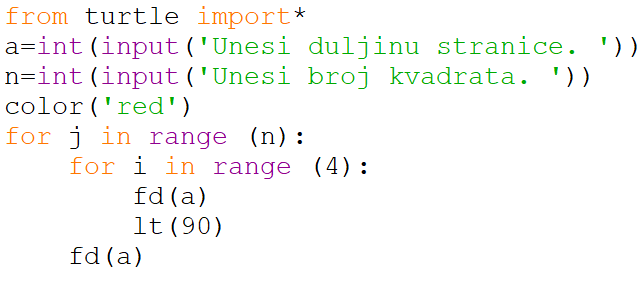 from turtle import*
a=int(input('Unesi duljinu stranice. '))
n=int(input('Unesi broj kvadrata. '))
color('red')
for j in range (n):
    for i in range (4):
        fd(a)
        lt(90)
    fd(a)